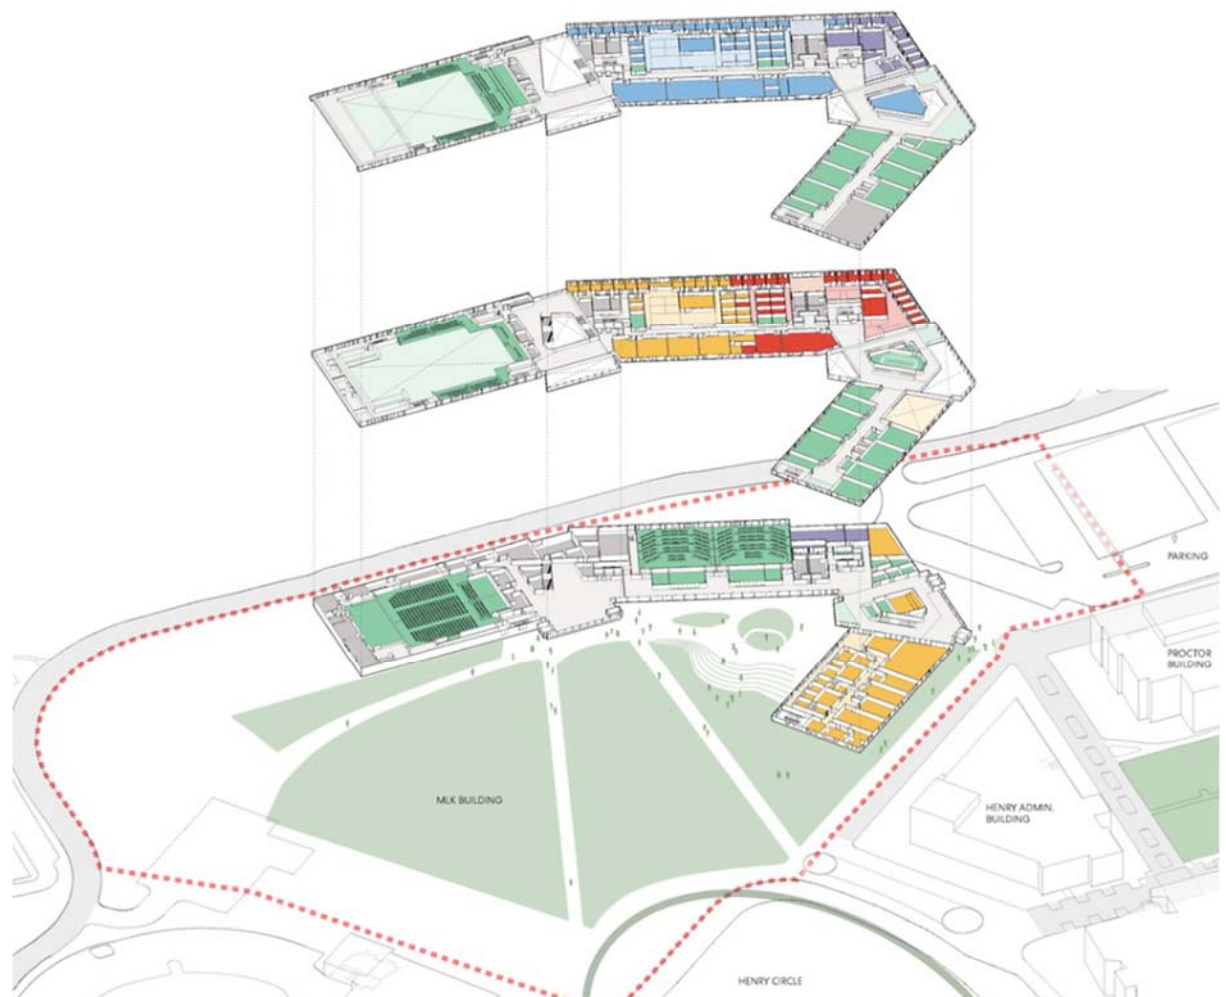 PARKING
PROCTOR
BUILDING
MLK BUILDING
HENRY ADMIN.
BUILDING
HENRY CIRCLE